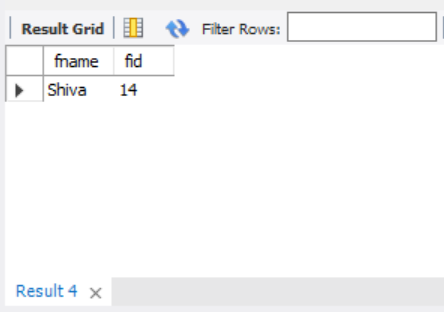 Result Grid Filter Rows:
fname fid
Shiva 14
Result 4